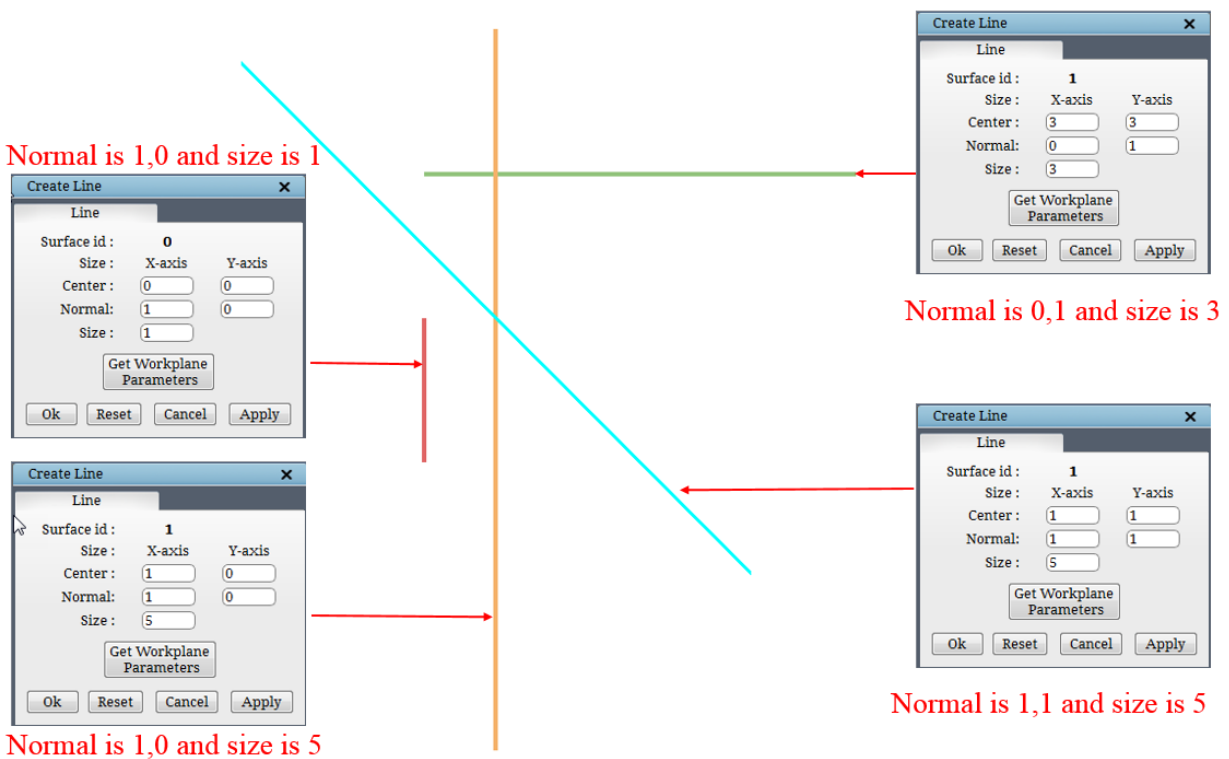 Normal is 1,0 and size is 1
Create Line
Line
Surface id : 0
Size : X-axis Y-axis
Center : 0 0
Normal: 1 0
Size : 1
Get Workplane
Parameters
Ok Reset Cancel Apply
Create Line
Line
Surface id : 1
Size : X-axis Y-axis
Center : 1 0
Normal: 1 0
Size : 5
Get Workplane
Parameters
Ok Reset Cancel Apply
Normal is 1,0 and size is 5
Create Line
Line
Surface id : 1
Size : X-axis Y-axis
Center : 3 3
Normal: 0 1
Size : 3
Get Workplane
Parameters
Ok Reset Cancel Apply
Normal is 0,1 and size is 3
Create Line
Line
Surface id : 1
Size : X-axis Y-axis
Center : 1 1
Normal: 1 1
Size : 5
Get Workplane
Parameters
Ok Reset Cancel Apply
Normal is 1,1 and size is 5